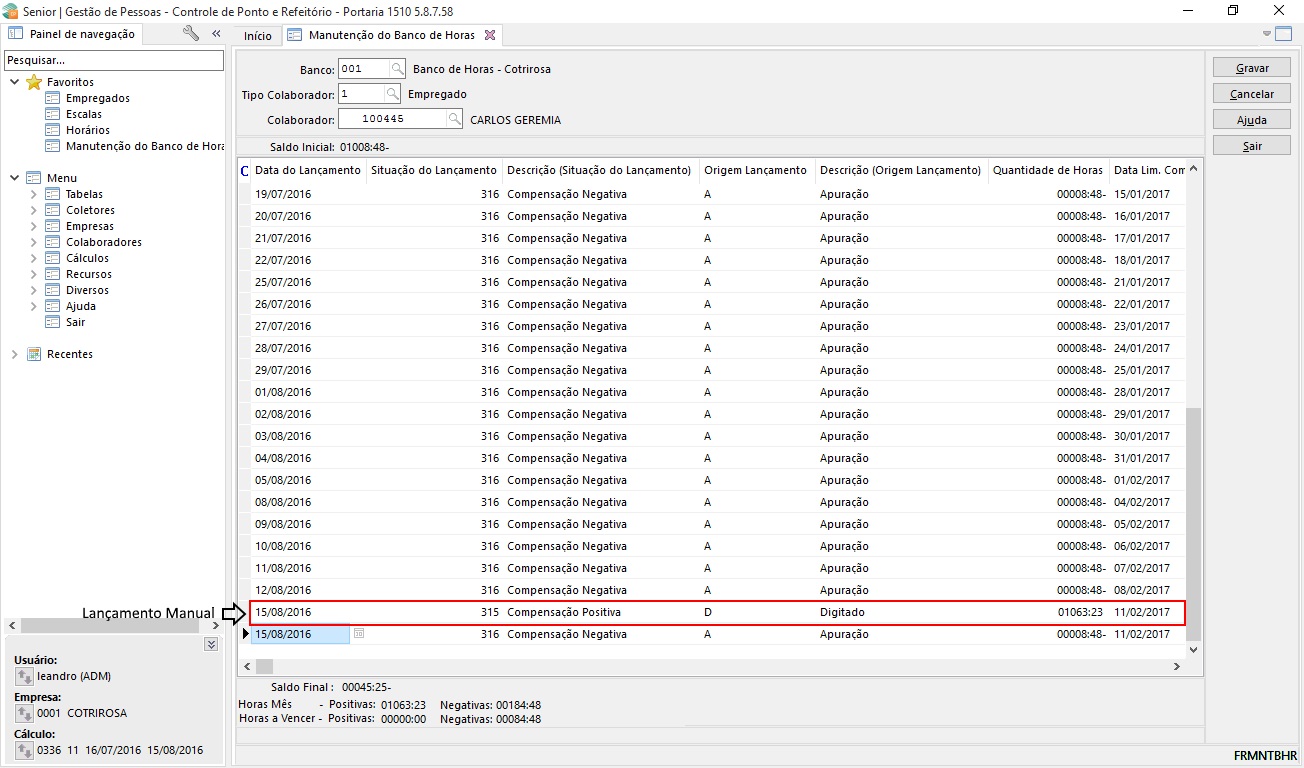 Senior | Gestão de Pessoas - Controle de Ponto e Refeitório - Portaria 1510 5.8.7.58
Painel de navegação
Início
Manutenção do Banco de Horas
Pesquisar...
Favoritos
Empregados
Escalas
Horários
Manutenção do Banco de Hora
Menu
Tabelas
Coletores
Empresas
Colaboradores
Cálculos
Recursos
Diversos
Ajuda
Sair
Recentes
Lançamento Manual
Usuário:
leandro (ADM)
Empresa:
0001 COTRIROSA
Cálculo:
0336 11 16/07/2016 15/08/2016
Banco: 001 Banco de Horas - Cotrirosa
Tipo Colaborador: 1 Empregado
Colaborador: 100445 CARLOS GEREMIA
Saldo Inicial: 01008:48-
C Data do Lançamento Situação do Lançamento Descrição (Situação do Lançamento) Origem Lançamento Descrição (Origem Lançamento) Quantidade de Horas Data Lim. Com
19/07/2016 316 Compensação Negativa A Apuração 00008:48- 15/01/2017
20/07/2016 316 Compensação Negativa A Apuração 00008:48- 16/01/2017
21/07/2016 316 Compensação Negativa A Apuração 00008:48- 17/01/2017
22/07/2016 316 Compensação Negativa A Apuração 00008:48- 18/01/2017
25/07/2016 316 Compensação Negativa A Apuração 00008:48- 21/01/2017
26/07/2016 316 Compensação Negativa A Apuração 00008:48- 22/01/2017
27/07/2016 316 Compensação Negativa A Apuração 00008:48- 23/01/2017
28/07/2016 316 Compensação Negativa A Apuração 00008:48- 24/01/2017
29/07/2016 316 Compensação Negativa A Apuração 00008:48- 25/01/2017
01/08/2016 316 Compensação Negativa A Apuração 00008:48- 28/01/2017
02/08/2016 316 Compensação Negativa A Apuração 00008:48- 29/01/2017
03/08/2016 316 Compensação Negativa A Apuração 00008:48- 30/01/2017
04/08/2016 316 Compensação Negativa A Apuração 00008:48- 31/01/2017
05/08/2016 316 Compensação Negativa A Apuração 00008:48- 01/02/2017
08/08/2016 316 Compensação Negativa A Apuração 00008:48- 04/02/2017
09/08/2016 316 Compensação Negativa A Apuração 00008:48- 05/02/2017
10/08/2016 316 Compensação Negativa A Apuração 00008:48- 06/02/2017
11/08/2016 316 Compensação Negativa A Apuração 00008:48- 07/02/2017
12/08/2016 316 Compensação Negativa A Apuração 00008:48- 08/02/2017
15/08/2016 315 Compensação Positiva D Digitado 01063:23 11/02/2017
15/08/2016 316 Compensação Negativa A Apuração 00008:48- 11/02/2017
Saldo Final : 00045:25-
Horas Mês - Positivas: 01063:23 Negativas: 00184:48
Horas a Vencer - Positivas: 00000:00 Negativas: 00084:48
Gravar
Cancelar
Ajuda
Sair
FRMNTBHR